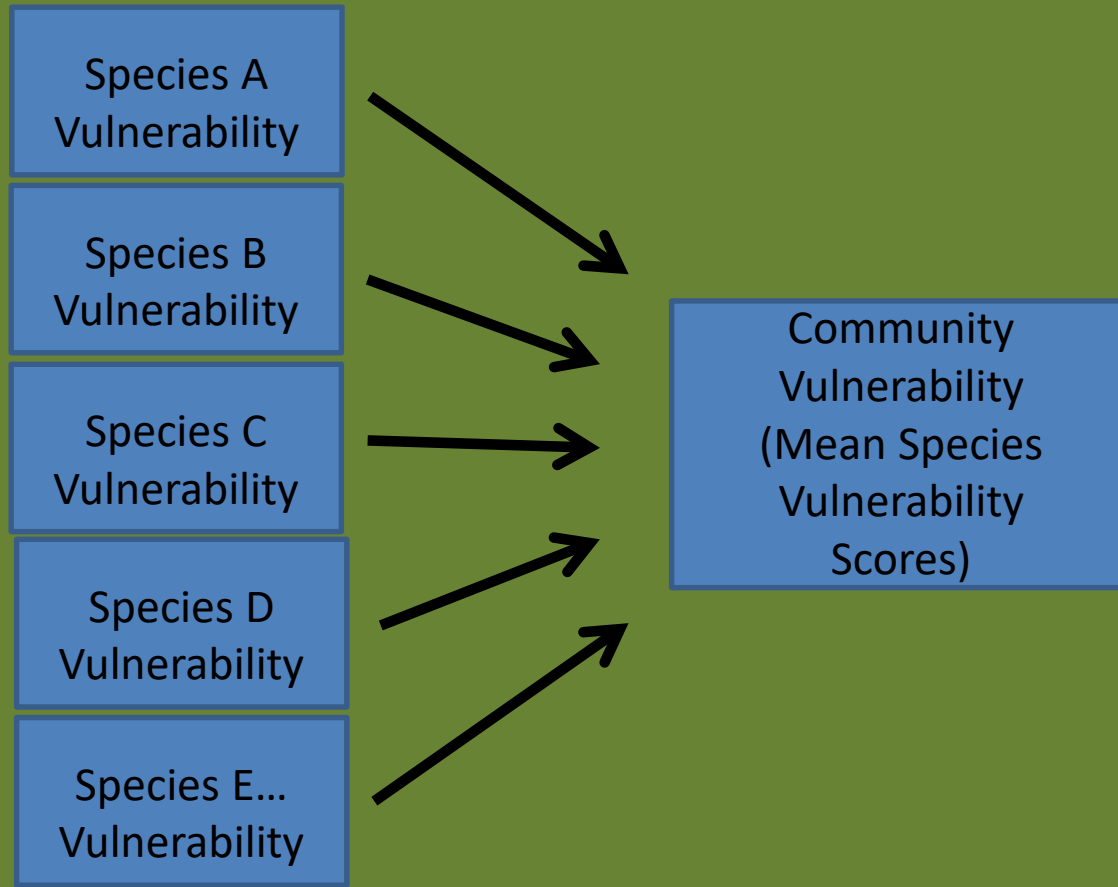 Species A
Vulnerability
Species B
Vulnerability
Species C
Vulnerability
Species D
Vulnerability
Species E...
Vulnerability
Community
Vulnerability
(Mean Species
Vulnerability
Scores)